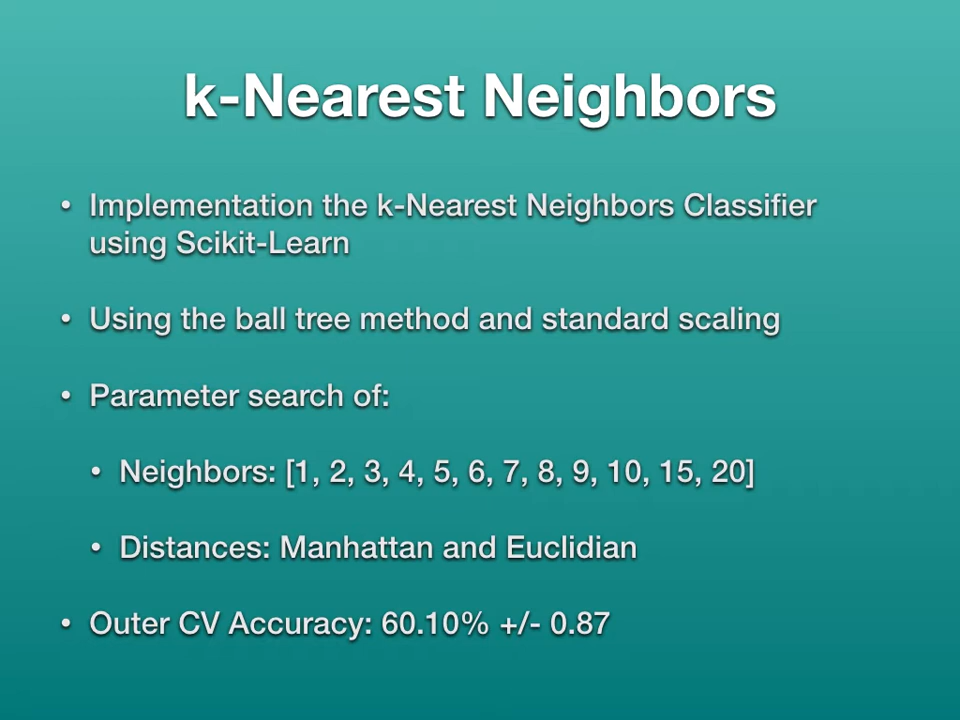 k-Nearest Neighbors
• Implementation the k-Nearest Neighbors Classifier
using Scikit-Learn
• Using the ball tree method and standard scaling
• Parameter search of:
• Neighbors: [1, 2, 3, 4, 5, 6, 7, 8, 9, 10, 15, 20]
• Distances: Manhattan and Euclidian
• Outer CV Accuracy: 60.10% +/- 0.87